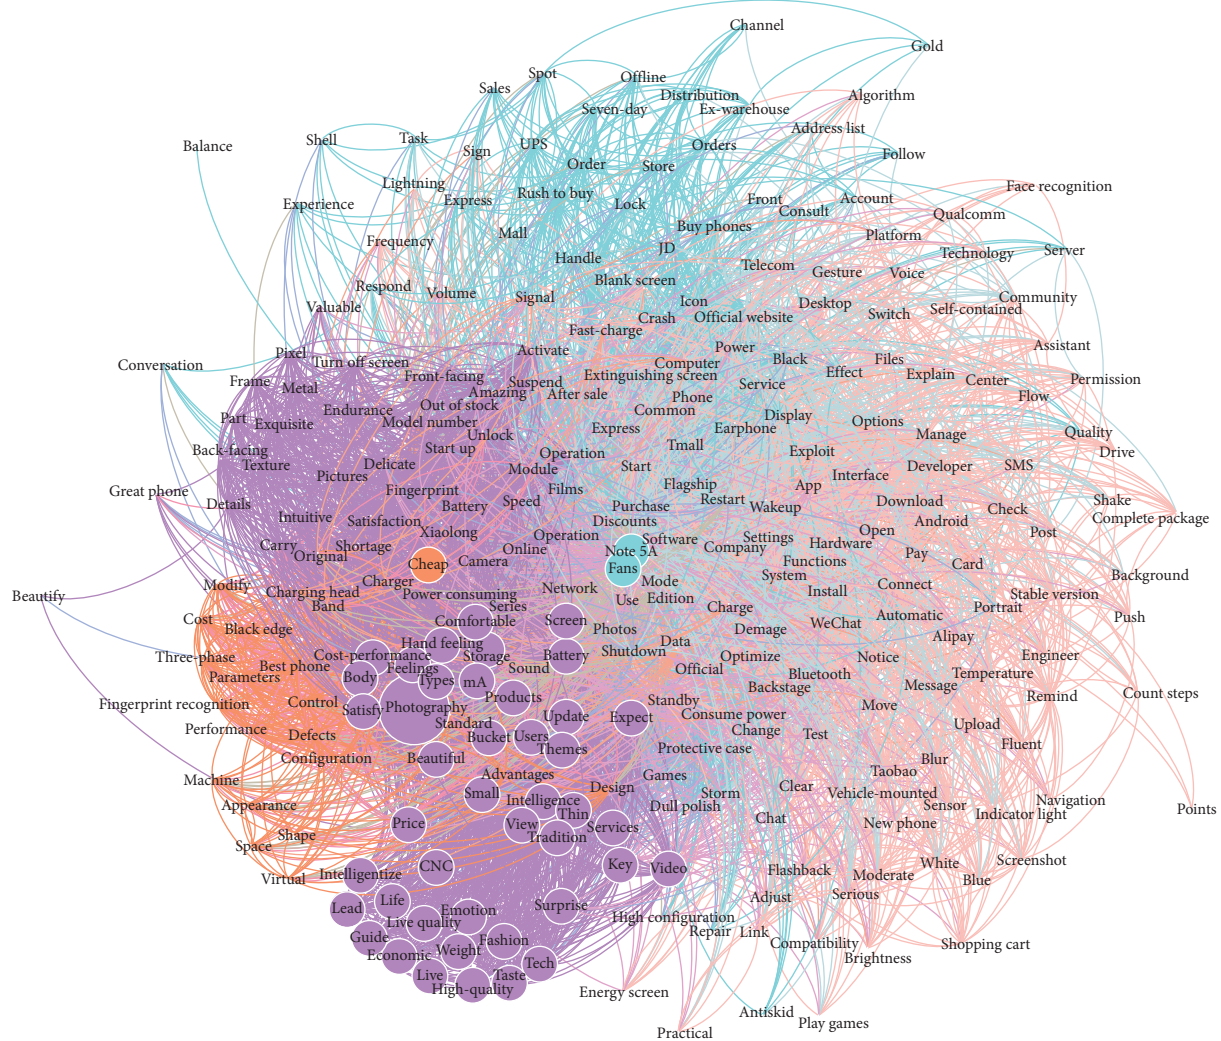 Channel
Gold
Spot
Offline
Sales
Distribution
Algorithm
Seven-day
Ex-warehouse
Address list
Shell
Task
Balance
Sign
UPS
Orders
Follow
Order
Store
Lightning
Face recognition
Express
Rush to buy
Experience
Lock
Front
Account
Consult
Qualcomm
Buy phones
Mall
Platform
Frequency
JD
Server
Technology
Handle
Telecom
Gesture
Voice
Blank screen
Respond
Volume
Signal
Icon
Desktop
Community
Self-contained
Valuable
Crash
Official website
Switch
Fast-charge
Pixel
Activate
Power
Assistant
Turn off screen
Black
Files
Conversation
Computer
Effect
Explain
Front-facing
Extinguishing screen
Center
Permission
Frame
Metal
Suspend
Service
Amazing
After sale
Phone
Flow
Out of stock
Endurance
Common
Display
Part
Exquisite
Model number
Express
Earphone
Options
Quality
Unlock
Manage
Back-facing
Start up
Tmall
Operation
Exploit
Drive
Texture
Delicate
Module
Start
Developer
SMS
Pictures
Interface
Great phone
Fingerprint
Films
Flagship
App
Details
Battery
Speed
Restart
Download
Shake
Purchase
Wakeup
Check
Complete package
Intuitive
Satisfaction
Discounts
Android
Xiaolong
Operation
Software
Settings
Open
Post
Carry
Shortage
Online
Note 5A
Company
Hardware
Original
Pay
Cheap
Camera
Fans
Functions
Card
System
Background
Modify
Charger
Mode
Connect
Beautify
Charging head
Power consuming
Network
Use
Edition
Install
Stable version
Band
Series
Charge
Portrait
Automatic
Push
Cost
Comfortable
Screen
WeChat
Black edge
Photos
Demage
Alipay
Hand feeling
Data
Three-phase
Cost-performance
Storage
Battery
Shutdown
Optimize
Notice
Engineer
Best phone
Feelings
Sound
Official
Parameters
Body
Types
mA
Bluetooth
Temperature
Backstage
Message
Fingerprint recognition
Control
Satisfy
Photography
Products
Standby
Move
Remind
Count steps
Performance
Standard
Update
Expect
Consume power
Upload
Defects
Bucket
Users
Change
Test
Themes
Protective case
Fluent
Configuration
Beautiful
Blur
Machine
Advantages
Games
Taobao
Design
Clear
Small
Storm
Vehicle-mounted
Appearance
Intelligence
Dull polish
Sensor
Navigation
Thin
Indicator light
Points
Price
View
Services
Chat
New phone
Shape
Tradition
Space
CNC
Key
Video
Flashback
White
Screenshot
Virtual
Intelligentize
Moderate
Blue
Serious
Adjust
Life
Lead
Emotion
Surprise
High configuration
Live quality
Repair
Link
Guide
Fashion
Compatibility
Shopping cart
Economic
Weight
Brightness
Tech
Live
Taste
High-quality
Energy screen
Antiskid
Play games
Practical